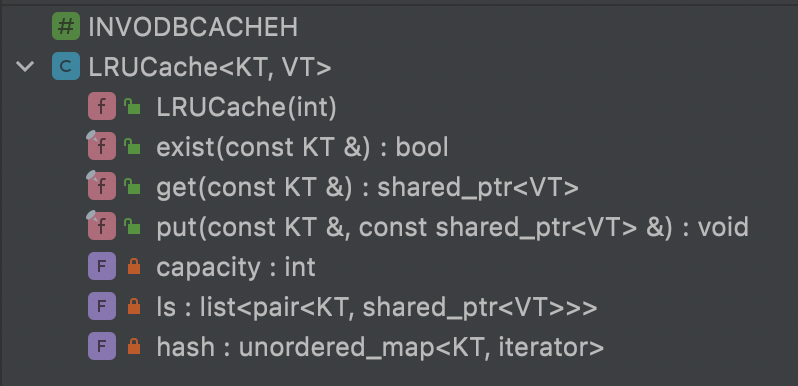 # INVODBCACHEH
C LRUCache<KT, VT>
f LRUCache(int)
f exist(const KT &) : bool
f get(const KT &) : shared_ptr<VT>
f put(const KT &, const shared_ptr<VT> &) : void
F capacity : int
F ls : list<pair<KT, shared_ptr<VT>>>
F hash : unordered_map<KT, iterator>